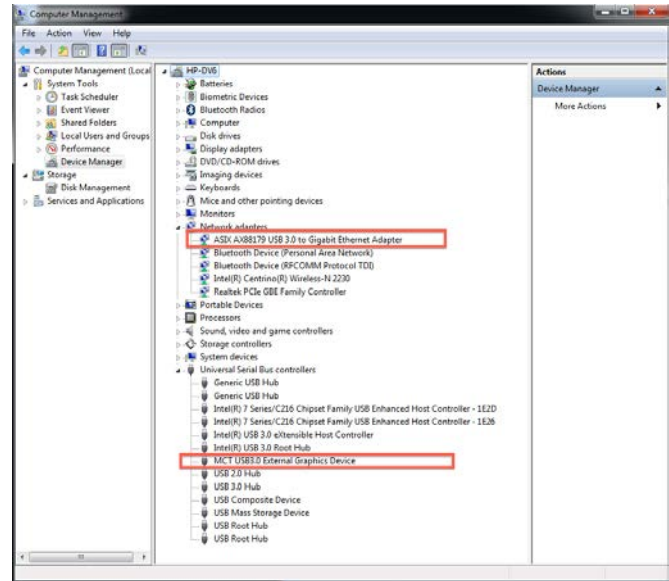 Computer Management
File Action View Help
Computer Management (Local
System Tools
Task Scheduler
Event Viewer
Shared Folders
Local Users and Groups
Performance
Device Manager
Storage
Disk Management
Services and Applications
HP-DV6
Batteries
Biometric Devices
Bluetooth Radios
Computer
Disk drives
Display adapters
DVD/CD-ROM drives
Imaging devices
Keyboards
Mice and other pointing devices
Monitors
Network adapters
ASIX AX88179 USB 3.0 to Gigabit Ethernet Adapter
Bluetooth Device (Personal Area Network)
Bluetooth Device (RFCOMM Protocol TDI)
Intel(R) Centrino(R) Wireless-N 2230
Realtek PCIe GBE Family Controller
Portable Devices
Processors
Sound, video and game controllers
Storage controllers
System devices
Universal Serial Bus controllers
Generic USB Hub
Generic USB Hub
Intel(R) 7 Series/C216 Chipset Family USB Enhanced Host Controller - 1E2D
Intel(R) 7 Series/C216 Chipset Family USB Enhanced Host Controller - 1E26
Intel(R) USB 3.0 eXtensible Host Controller
Intel(R) USB 3.0 Root Hub
MCT USB3.0 External Graphics Device
USB 2.0 Hub
USB 3.0 Hub
USB Composite Device
USB Mass Storage Device
USB Root Hub
USB Root Hub
Actions
Device Manager
More Actions